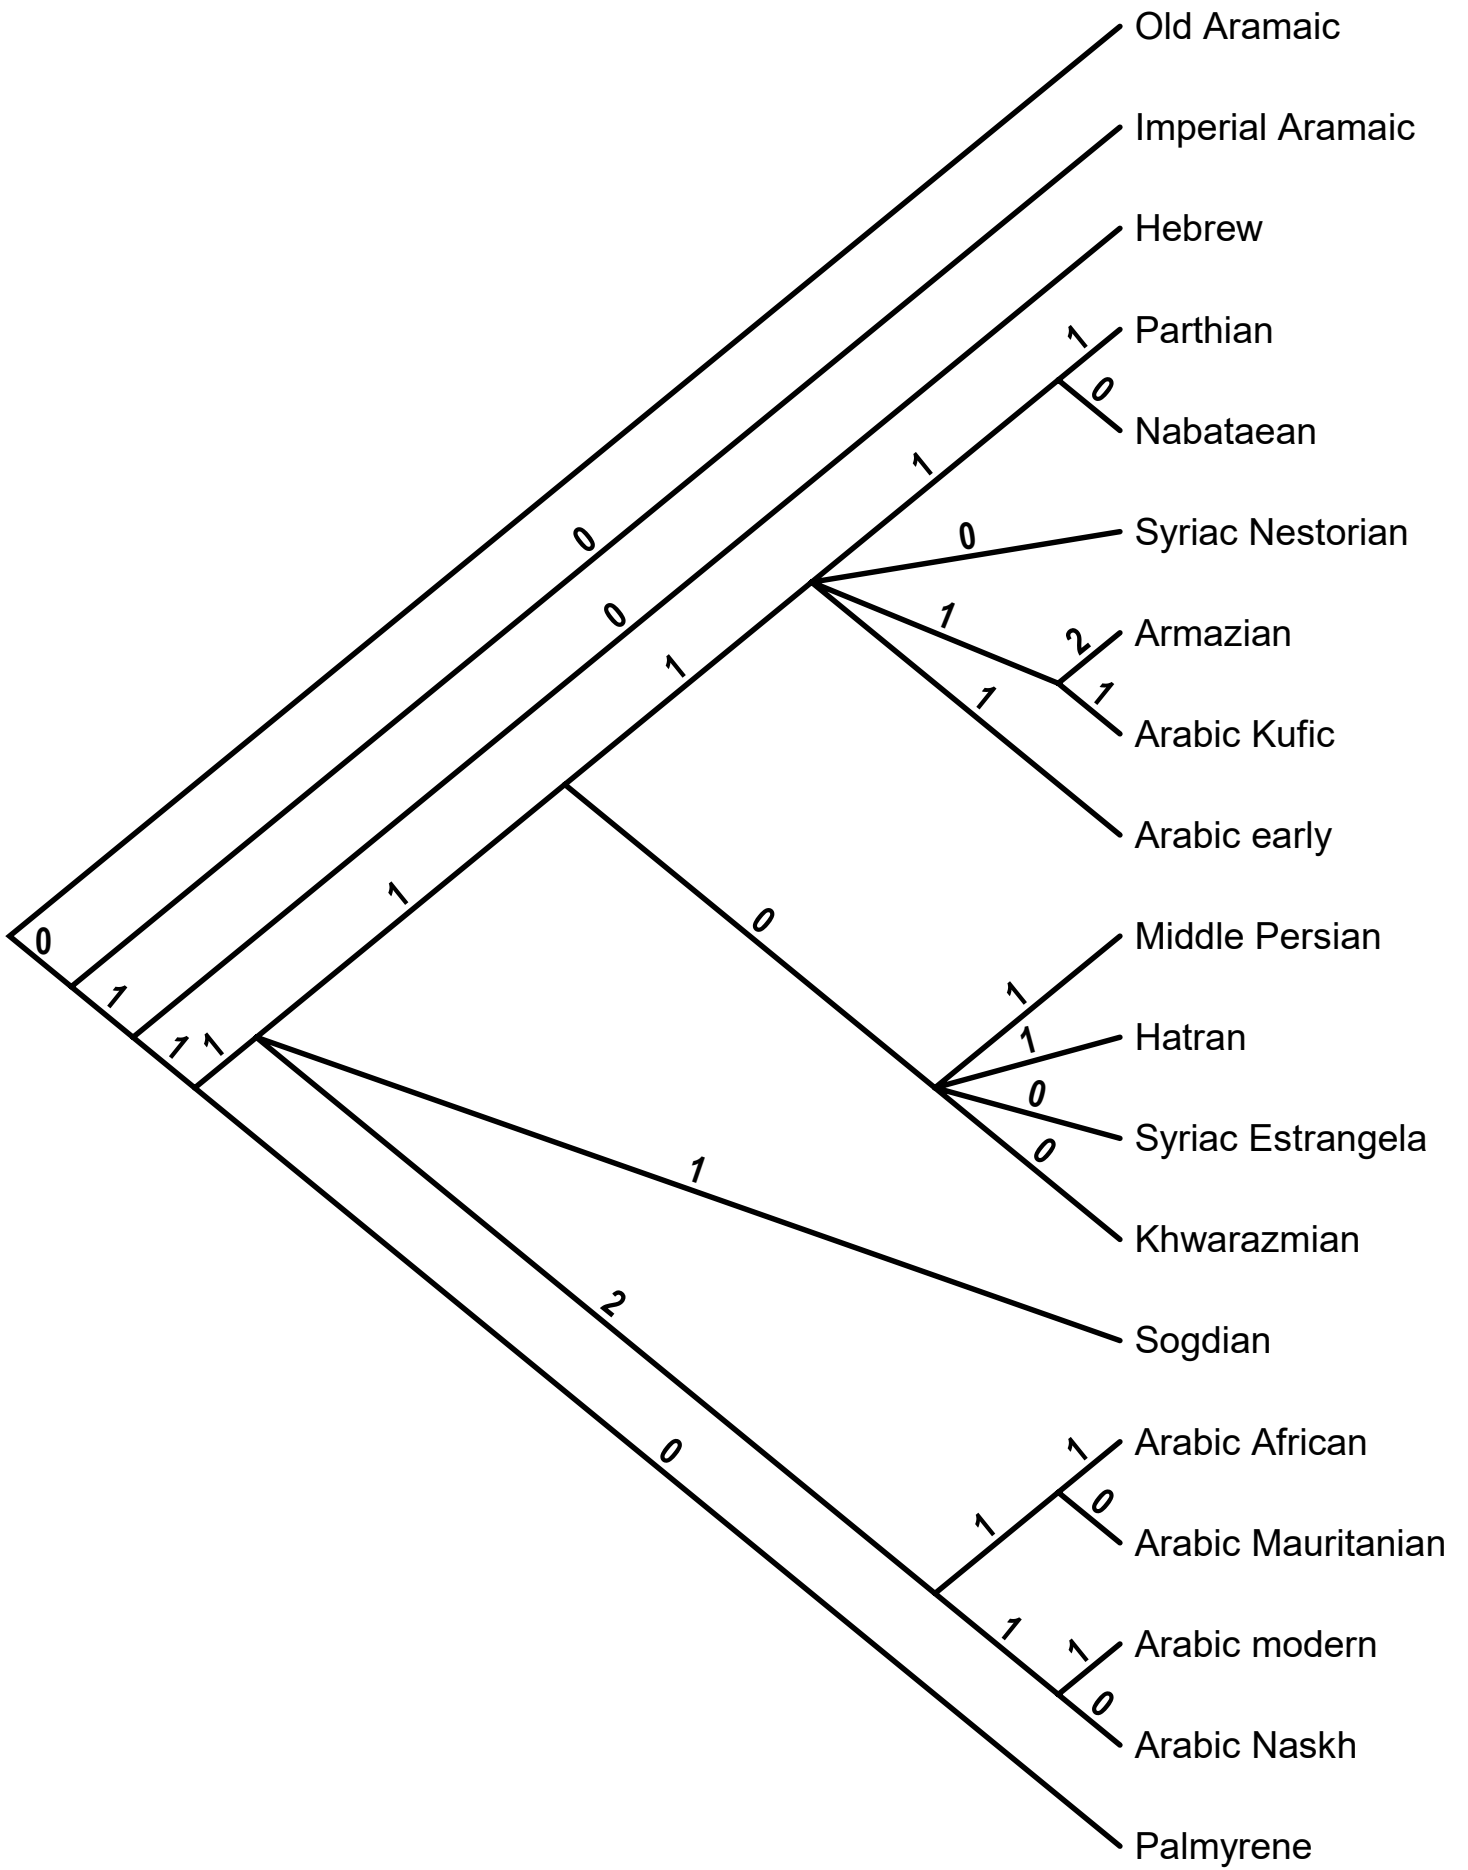 Old Aramaic
Imperial Aramaic
Hebrew
1 Parthian
0
Nabataean
1
0 Syriac Nestorian
0
0
1
2 Armazian
1
1
1
Arabic Kufic
Arabic early
1
0
0
Middle Persian
1
1
Hatran
1
1
1
0
Syriac Estrangela
0
1
Khwarazmian
2
Sogdian
1
Arabic African
0
0
1
Arabic Mauritanian
1
1
Arabic modern
0
Arabic Naskh
Palmyrene